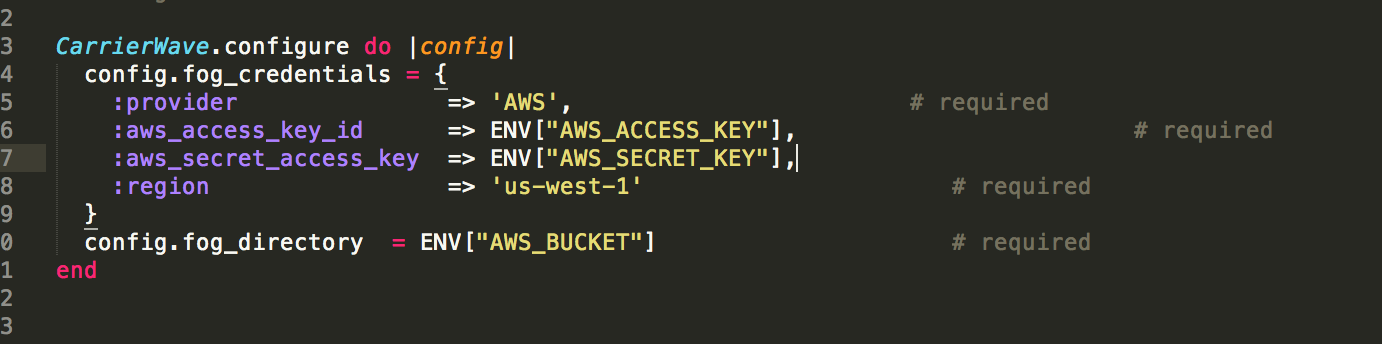 2
3 CarrierWave.configure do |config|
4 config.fog_credentials = {
5 :provider => 'AWS', # required
6 :aws_access_key_id => ENV["AWS_ACCESS_KEY"], # required
7 :aws_secret_access_key => ENV["AWS_SECRET_KEY"],
8 :region => 'us-west-1' # required
9 }
0 config.fog_directory = ENV["AWS_BUCKET"] # required
1 end
2
3